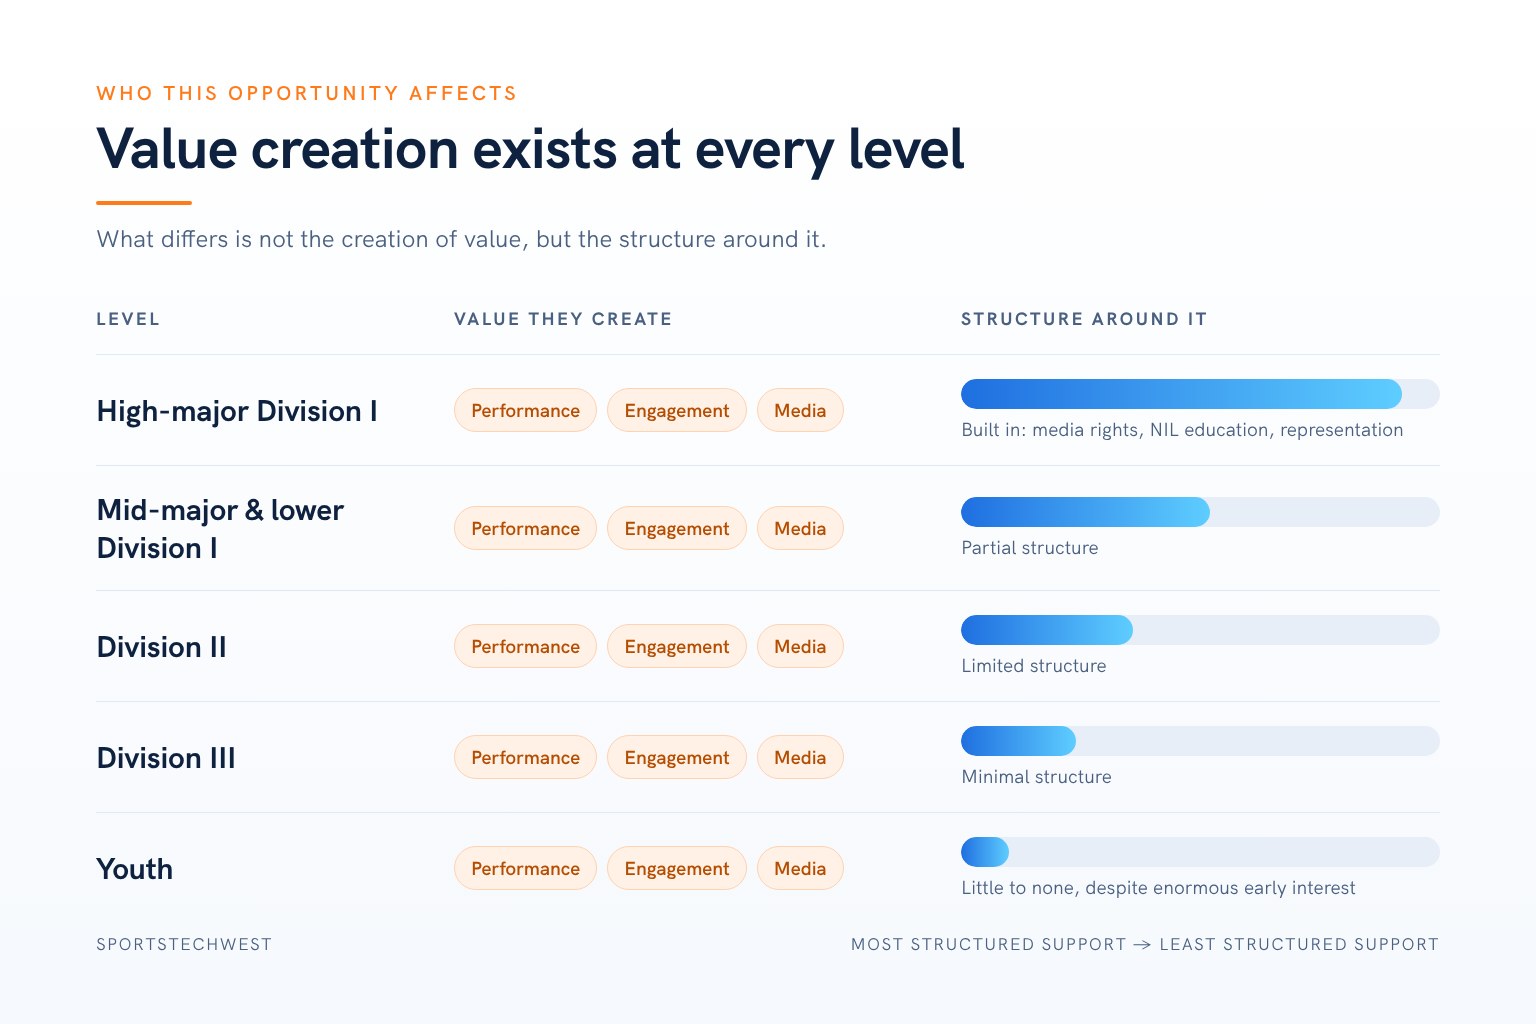 WHO THIS OPPORTUNITY AFFECTS
Value creation exists at every level
What differs is not the creation of value, but the structure around it.
LEVEL
VALUE THEY CREATE
STRUCTURE AROUND IT
High-major Division I
Performance
Engagement
Media
Built in: media rights, NIL education, representation
Mid-major & lower
Division I
Performance
Engagement
Media
Partial structure
Division II
Performance
Engagement
Media
Limited structure
Division III
Performance
Engagement
Media
Minimal structure
Youth
Performance
Engagement
Media
Little to none, despite enormous early interest
SPORTSTECHWEST
MOST STRUCTURED SUPPORT → LEAST STRUCTURED SUPPORT